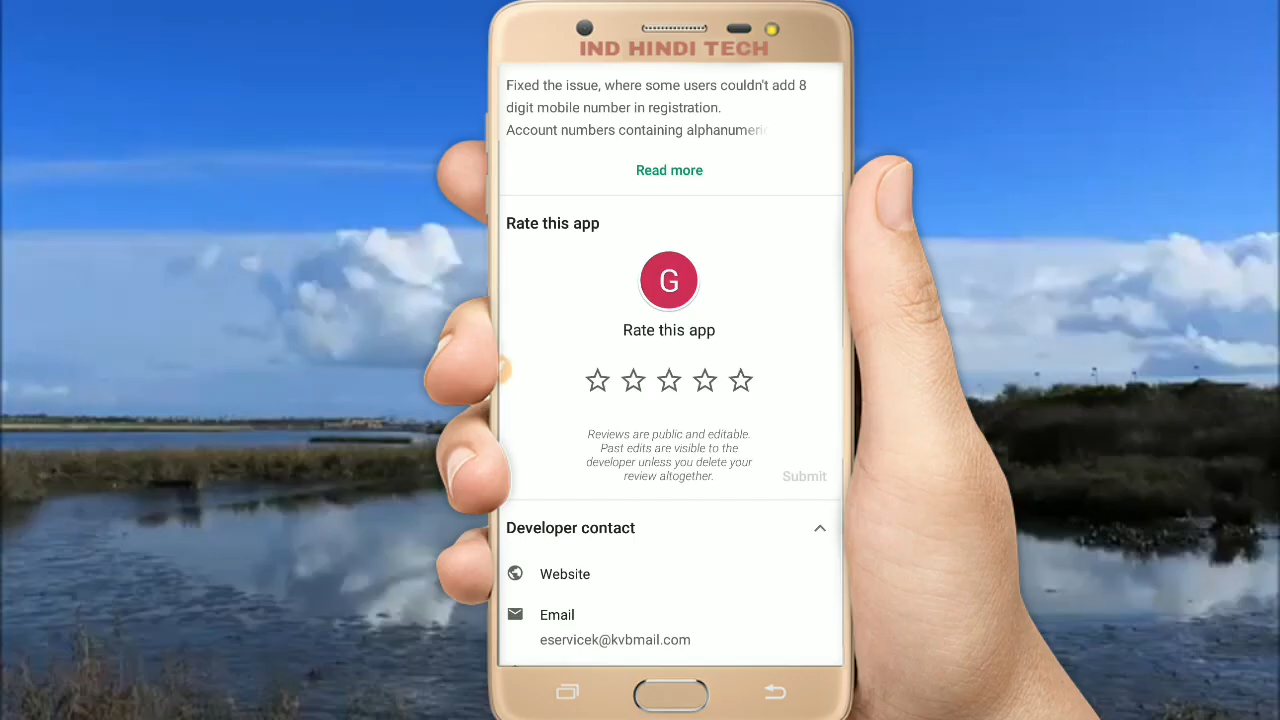 IND HINDI TECH
Fixed the issue, where some users couldn't add 8
digit mobile number in registration.
Account numbers containing alphanumeric
Read more
Rate this app
G
Rate this app
Reviews are public and editable.
Past edits are visible to the
developer unless you delete your
review altogether.
Submit
Developer contact
Website
Email
eservicek@kvbmail.com